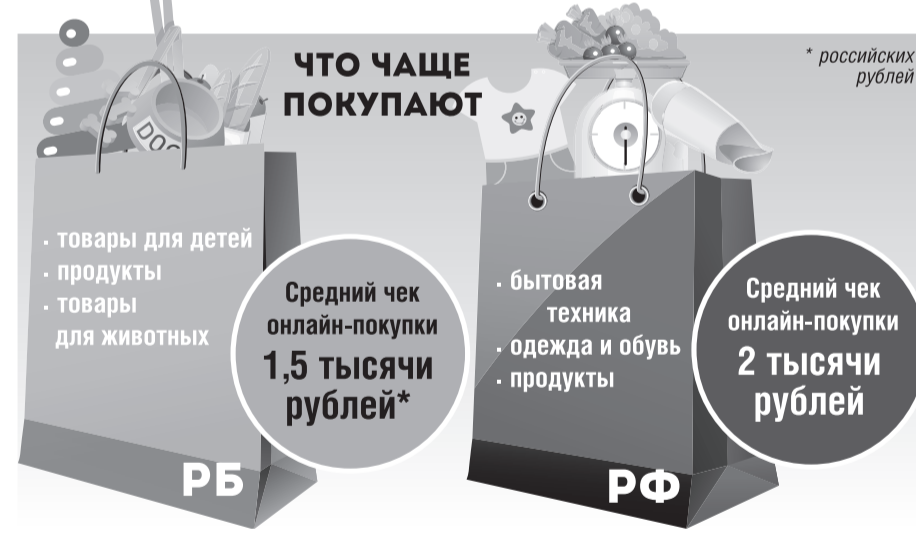 ЧТО ЧАЩЕ
ПОКУПАЮТ
* российских
рублей
DOG
· товары для детей
· продукты
· товары
для животных
Средний чек
онлайн-покупки
1,5 тысячи
рублей*
РБ
· бытовая
техника
· одежда и обувь
· продукты
Средний чек
онлайн-покупки
2 тысячи
рублей
РФ